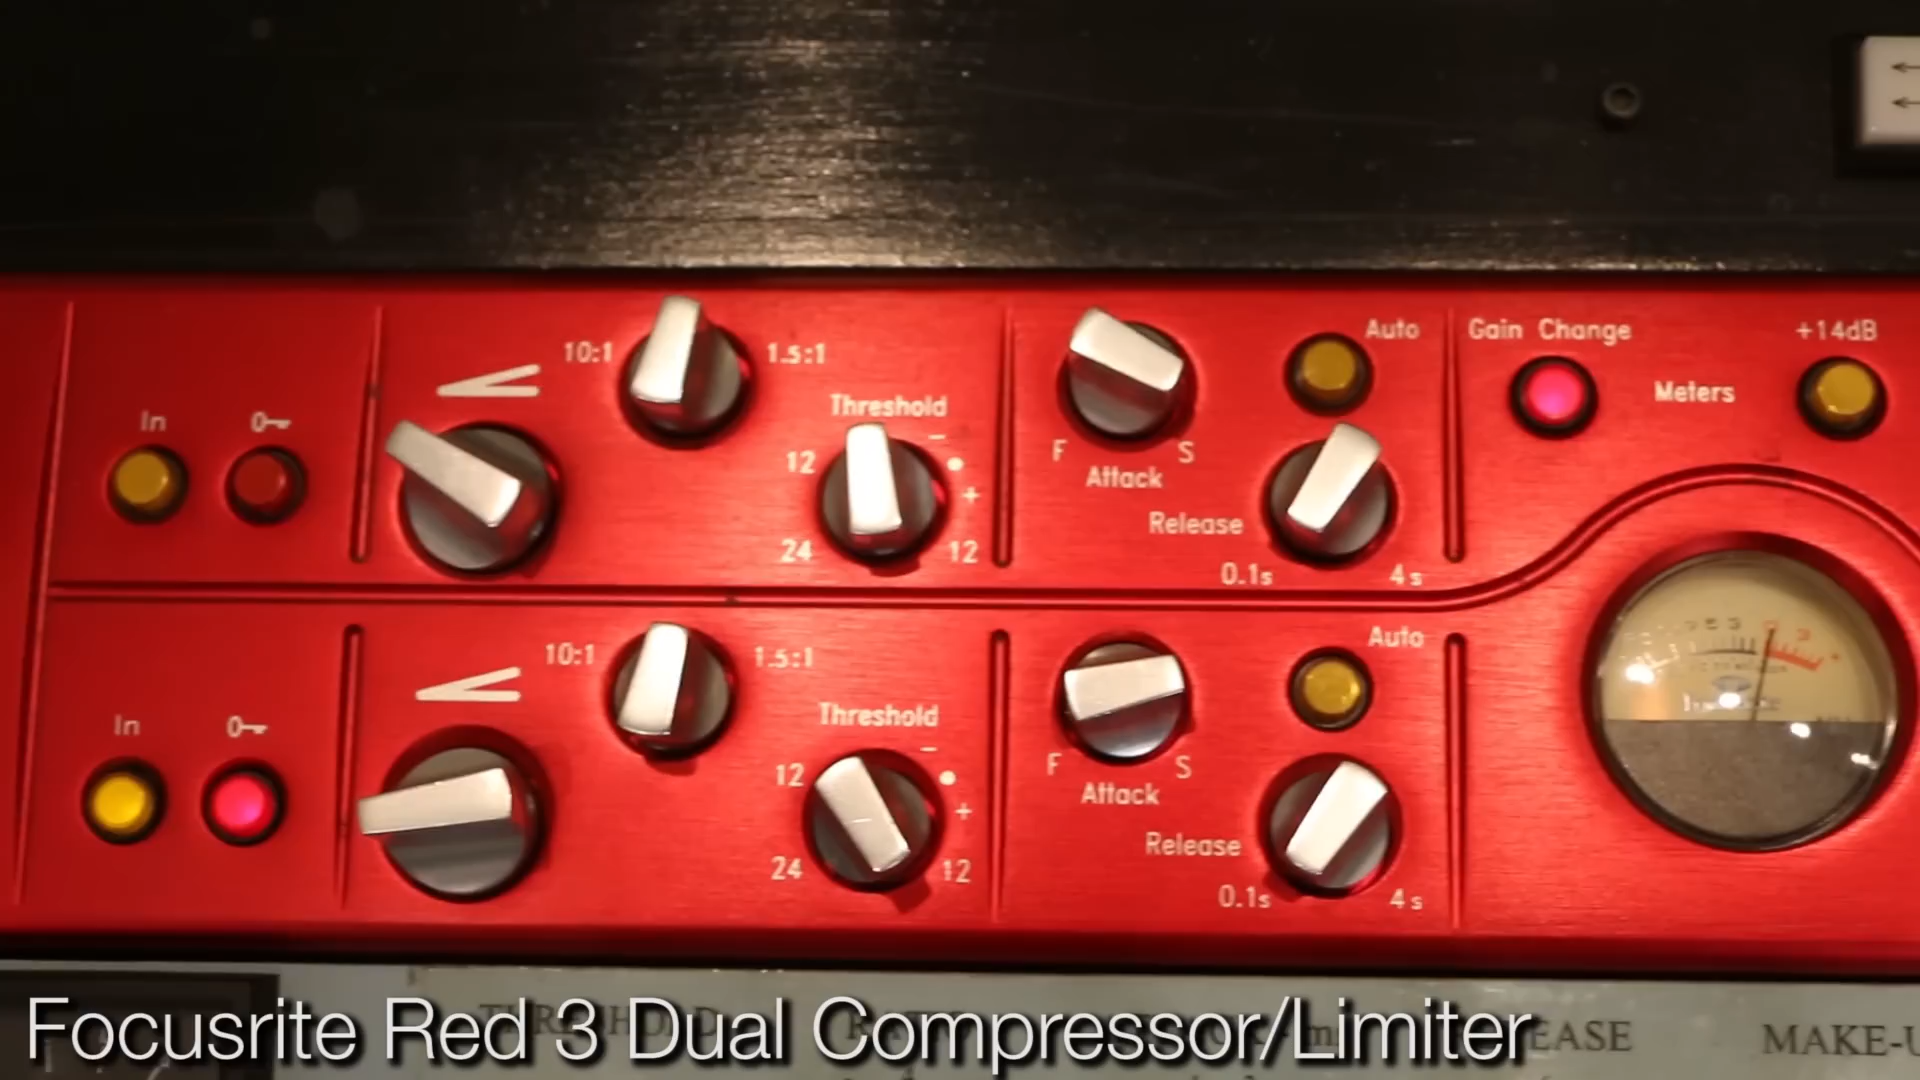 10:1
1.5:1
Auto
Gain Change
+14dB
Meters
In
Threshold
−
12
+
24
12
F
S
Attack
Release
0.1s
4s
10:1
1.5:1
Auto
In
Threshold
−
12
+
24
12
F
S
Attack
Release
0.1s
4s
Focusrite Red 3 Dual Compressor/Limiter
EASE
MAKE-U